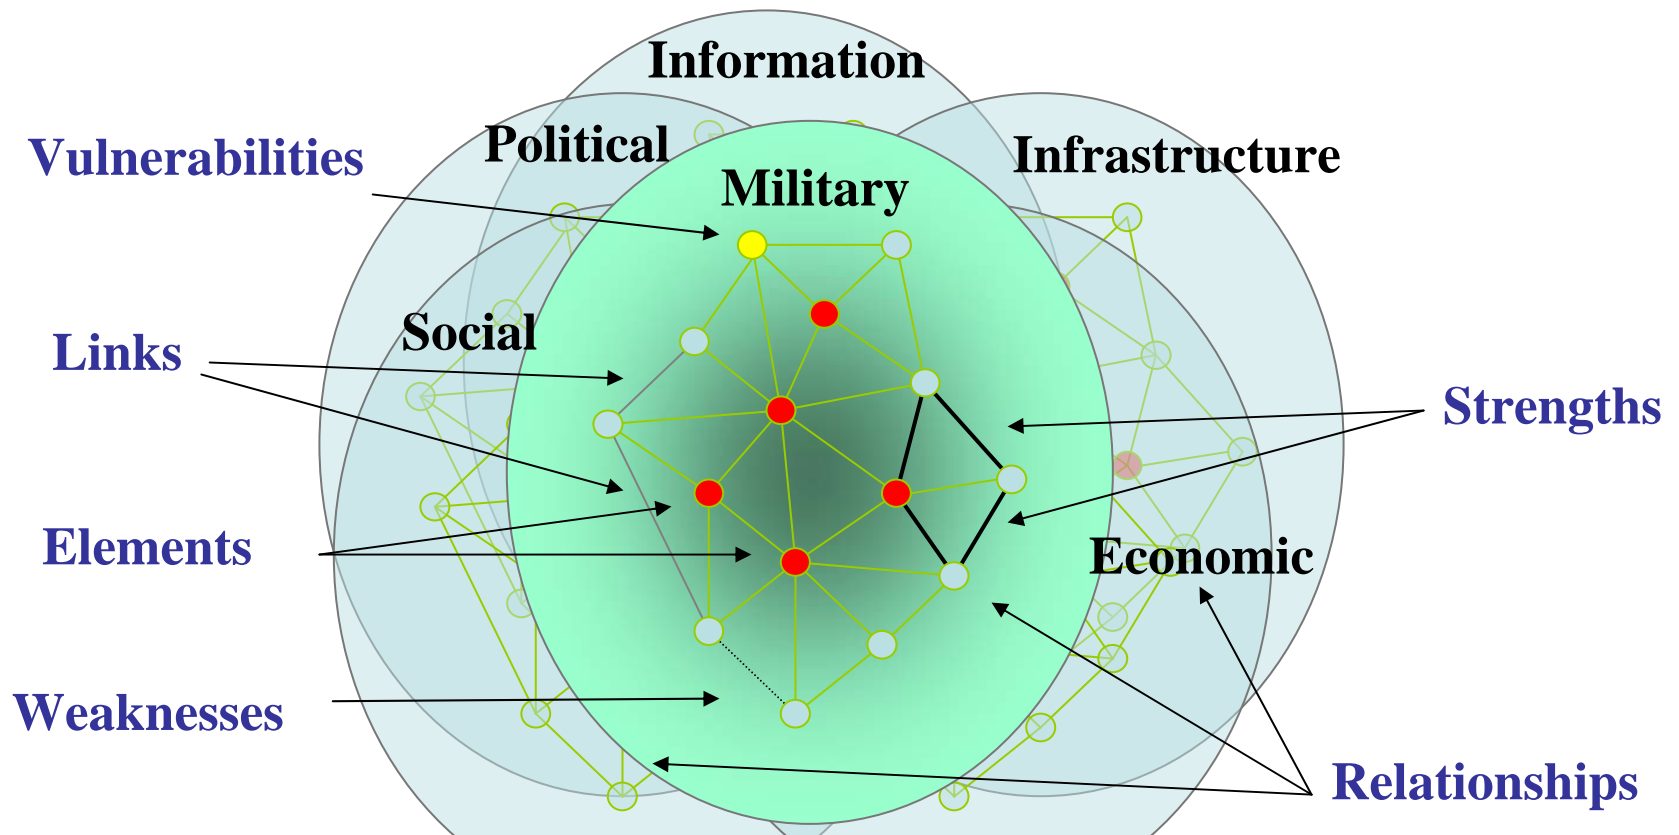 Information
Political
Vulnerabilities
Infrastructure
Military
Social
Links
Strengths
Elements
Economic
Weaknesses
Relationships